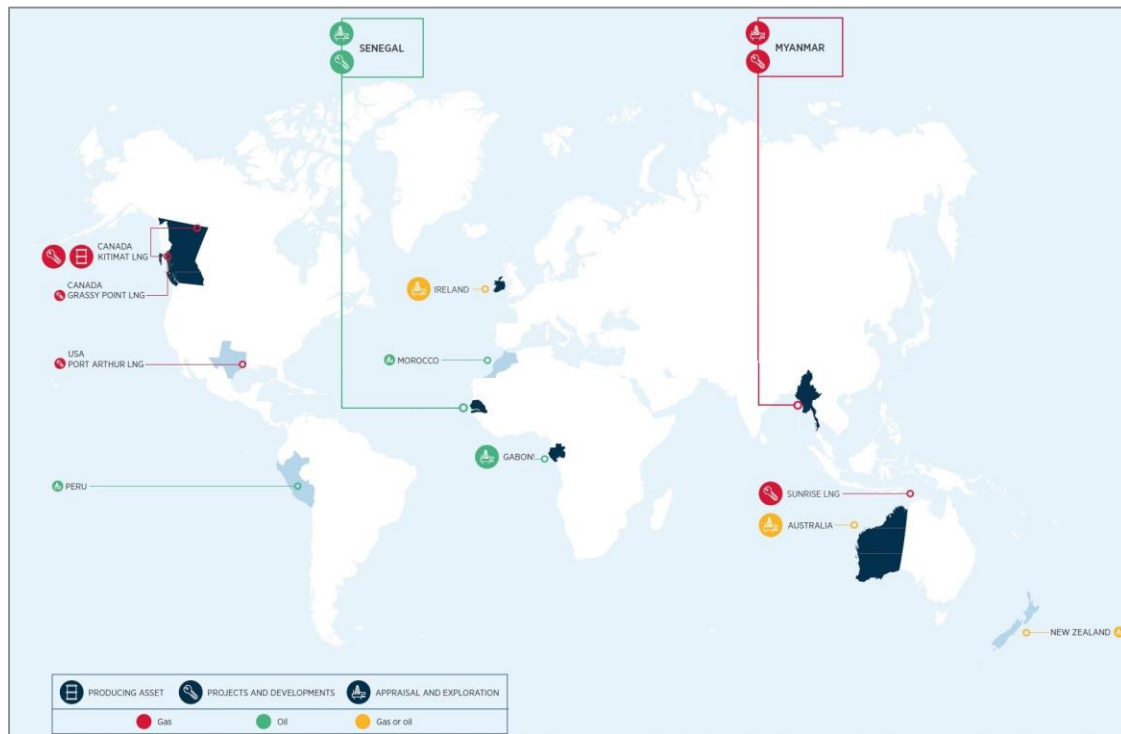 SENEGAL
MYANMAR
CANADA
KITIMAT LNG
CANADA
GRASSY POINT LNG
IRELAND
USA
PORT ARTHUR LNG
MOROCCO
GABON
PERU
SUNRISE LNG
AUSTRALIA
NEW ZEALAND
PRODUCING ASSET
PROJECTS AND DEVELOPMENTS
APPRAISAL AND EXPLORATION
Gas
Oil
Gas or oil